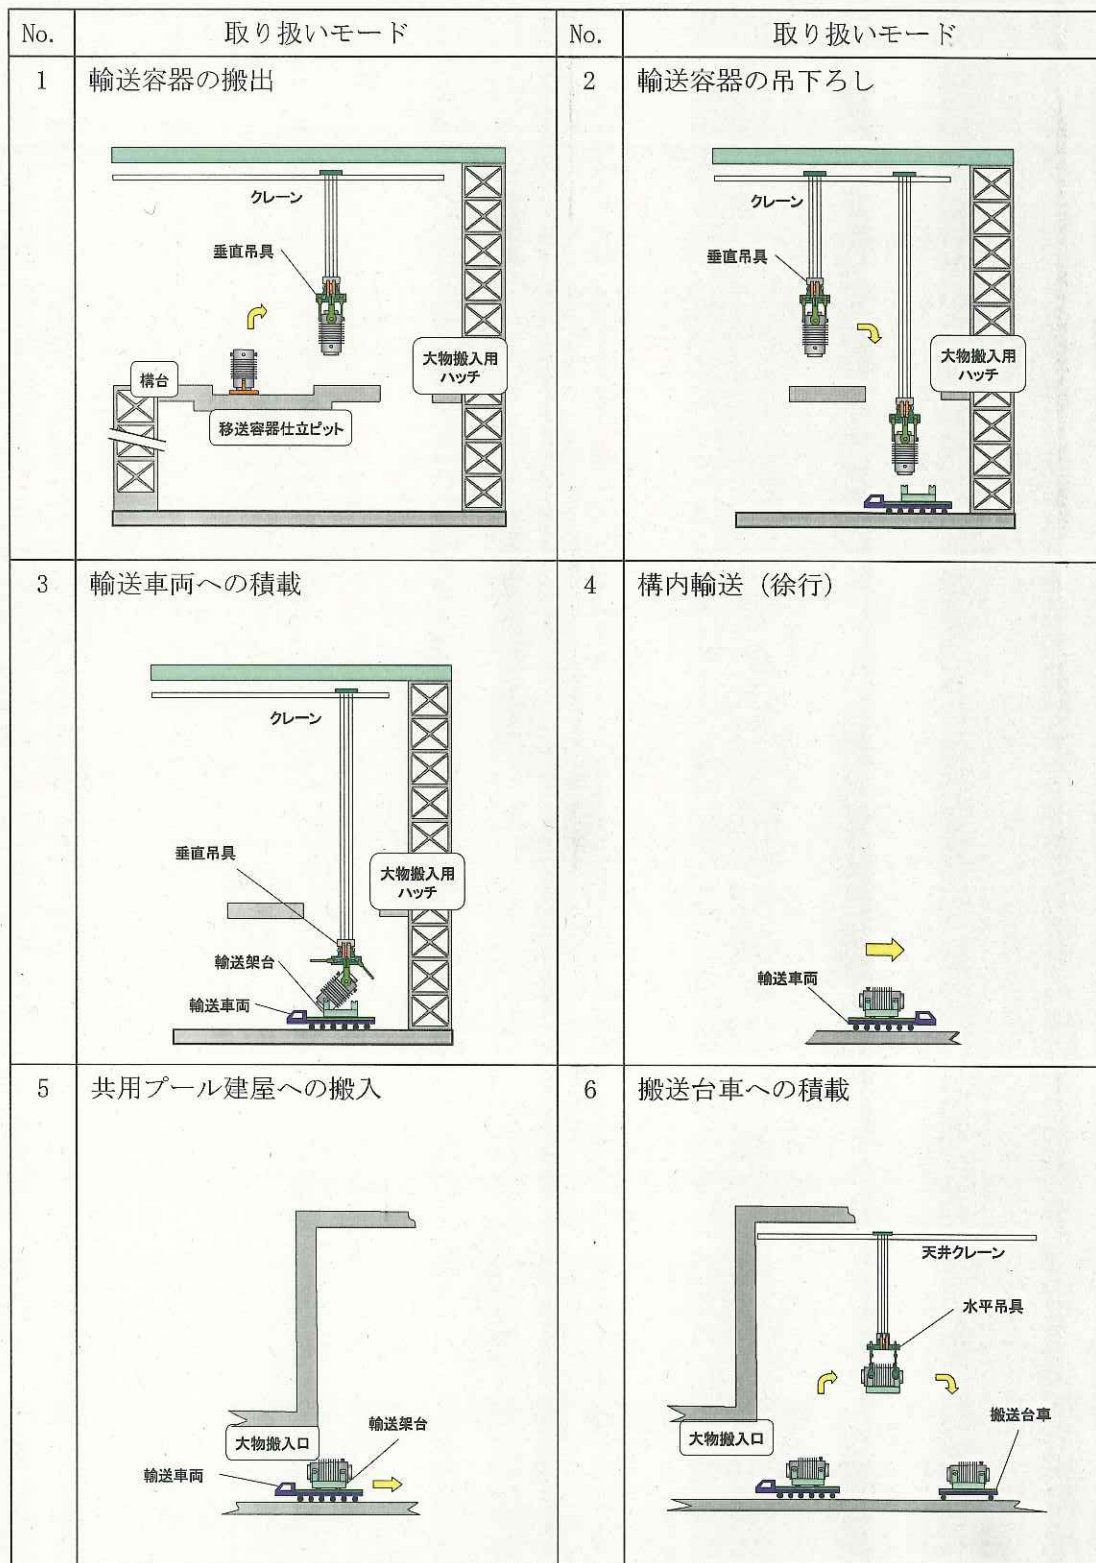 No.
取り扱いモード
No.
取り扱いモード
1
輸送容器の搬出
クレーン
垂直吊具
構台
大物搬入用
ハッチ
移送容器仕立ピット
2
輸送容器の吊下ろし
クレーン
垂直吊具
大物搬入用
ハッチ
3
輸送車両への積載
クレーン
垂直吊具
大物搬入用
ハッチ
輸送架台
輸送車両
4
構内輸送（徐行）
輸送車両
5
共用プール建屋への搬入
大物搬入口
輸送架台
輸送車両
6
搬送台車への積載
天井クレーン
水平吊具
大物搬入口
搬送台車